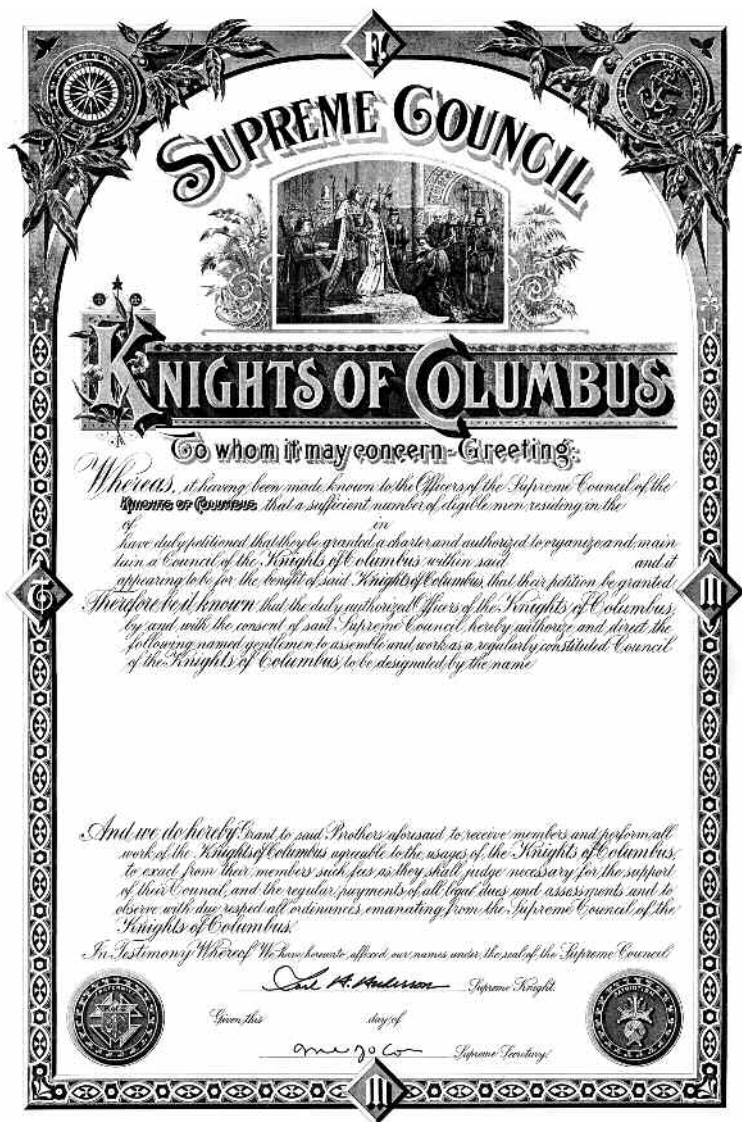 F.
SUPREME COUNCIL
KNIGHTS OF COLUMBUS
To whom it may concern - Greeting:
Whereas, it having been made known to the Officers of the Supreme Council of the
KNIGHTS OF COLUMBUS that a sufficient number of eligible men residing in the
of in
have duly petitioned that they be granted a charter and authorized to organize and main
tain a Council of the Knights of Columbus within said and it
appearing to be for the benefit of said Knights of Columbus, that their petition be granted
Therefore be it known that the duly authorized Officers of the Knights of Columbus,
by and with the consent of said Supreme Council, hereby authorize and direct the
following named gentlemen to assemble and work as a regularly constituted Council
of the Knights of Columbus, to be designated by the name
And we do hereby Grant to said Brothers aforesaid to receive members and perform all
work of the Knights of Columbus agreeable to the usages of the Knights of Columbus,
to exact from their members such fees as they shall judge necessary for the support
of their Council, and the regular payments of all legal dues and assessments and to
observe with due respect all ordinances, emanating from the Supreme Council of the
Knights of Columbus.
In Testimony Whereof We have hereunto affixed our names under the seal of the Supreme Council
Carl A. Anderson Supreme Knight.
Given this day of
Supreme Secretary.